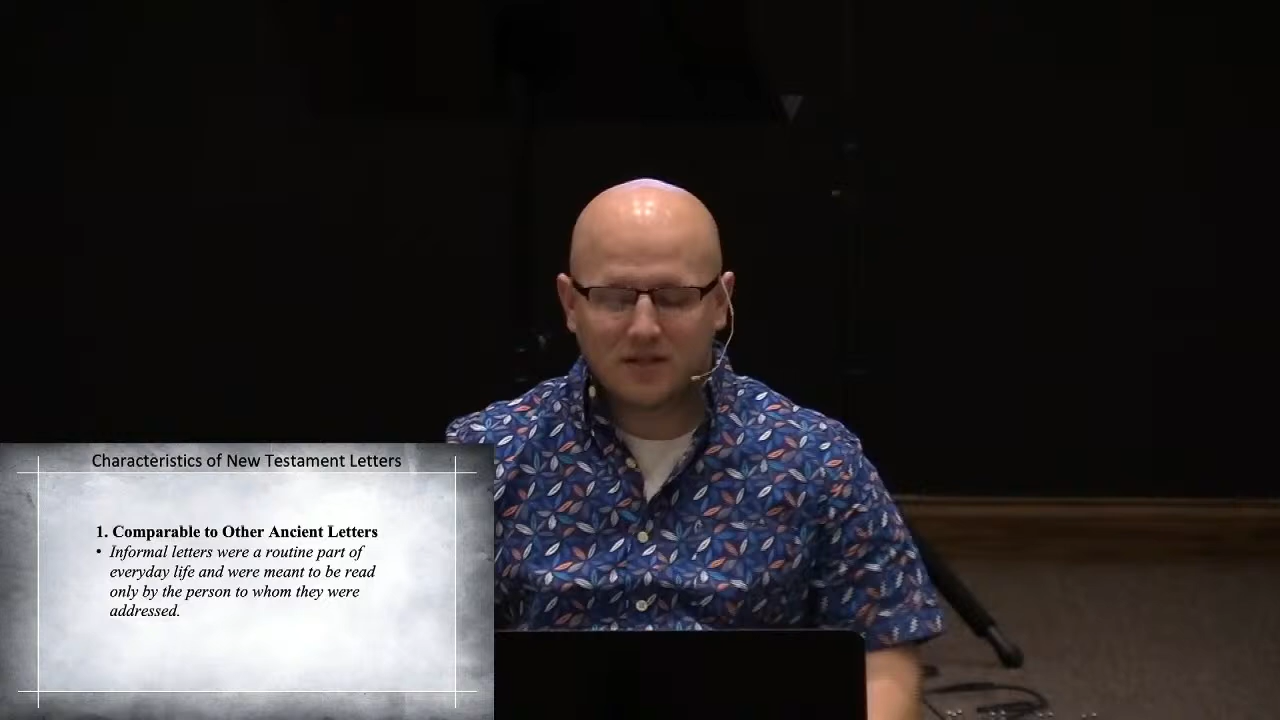 Characteristics of New Testament Letters
1. Comparable to Other Ancient Letters
• Informal letters were a routine part of
everyday life and were meant to be read
only by the person to whom they were
addressed.